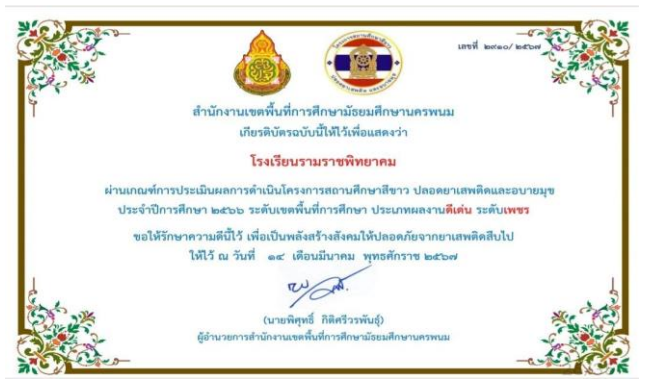 เลขที่ ๒๙๑๐/๒๕๖๗
สำนักงานเขตพื้นที่การศึกษามัธยมศึกษานครพนม
เกียรติบัตรฉบับนี้ให้ไว้เพื่อแสดงว่า
โรงเรียนรามราชพิทยาคม
ผ่านเกณฑ์การประเมินผลการดำเนินโครงการสถานศึกษาสีขาว ปลอดยาเสพติดและอบายมุข
ประจำปีการศึกษา ๒๕๖๖ ระดับเขตพื้นที่การศึกษา ประเภทผลงานดีเด่น ระดับเพชร
ขอให้รักษาความดีนี้ไว้ เพื่อเป็นพลังสร้างสังคมให้ปลอดภัยจากยาเสพติดสืบไป
ให้ไว้ ณ วันที่ ๑๔ เดือนมีนาคม พุทธศักราช ๒๕๖๗
(นายพิศุทธิ์ กิติศรีวรพันธุ์)
ผู้อำนวยการสำนักงานเขตพื้นที่การศึกษามัธยมศึกษานครพนม